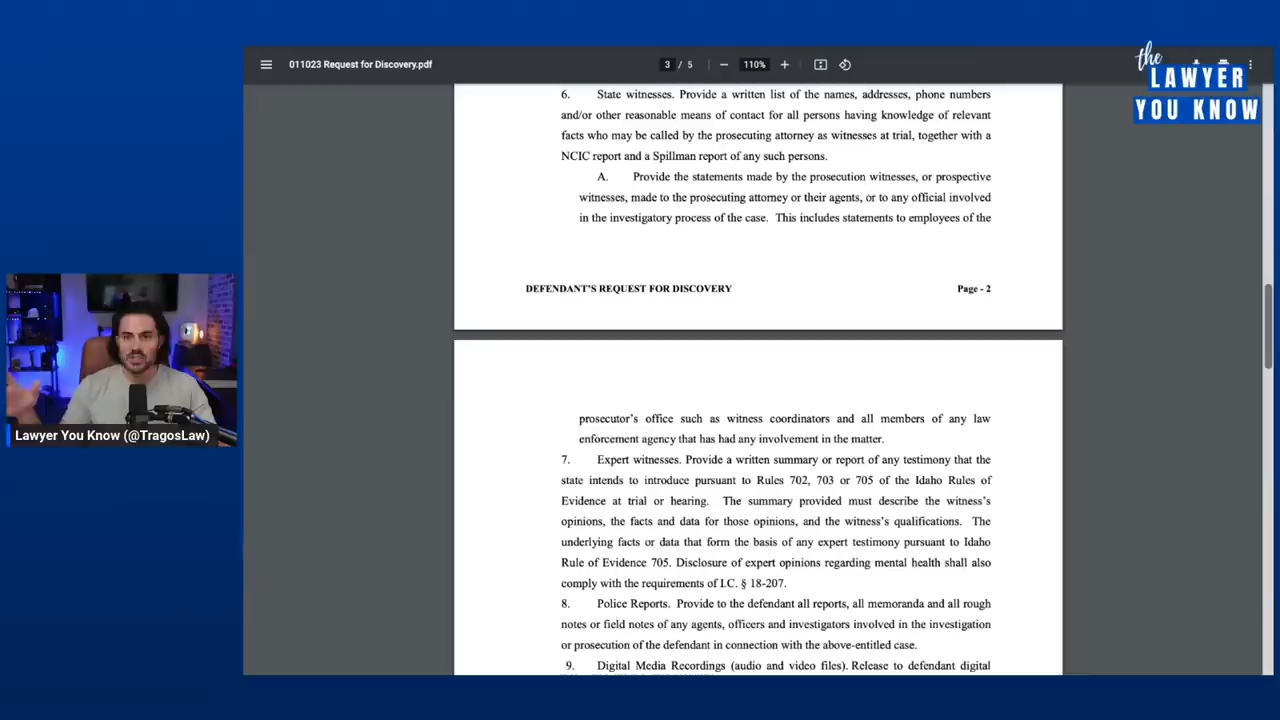 011023 Request for Discovery.pdf
3 / 5
110%
the
LAWYER
YOU KNOW
6. State witnesses. Provide a written list of the names, addresses, phone numbers
and/or other reasonable means of contact for all persons having knowledge of relevant
facts who may be called by the prosecuting attorney as witnesses at trial, together with a
NCIC report and a Spillman report of any such persons.
A. Provide the statements made by the prosecution witnesses, or prospective
witnesses, made to the prosecuting attorney or their agents, or to any official involved
in the investigatory process of the case. This includes statements to employees of the
DEFENDANT'S REQUEST FOR DISCOVERY Page - 2
prosecutor's office such as witness coordinators and all members of any law
enforcement agency that has had any involvement in the matter.
7. Expert witnesses. Provide a written summary or report of any testimony that the
state intends to introduce pursuant to Rules 702, 703 or 705 of the Idaho Rules of
Evidence at trial or hearing. The summary provided must describe the witness's
opinions, the facts and data for those opinions, and the witness's qualifications. The
underlying facts or data that form the basis of any expert testimony pursuant to Idaho
Rule of Evidence 705. Disclosure of expert opinions regarding mental health shall also
comply with the requirements of I.C. § 18-207.
8. Police Reports. Provide to the defendant all reports, all memoranda and all rough
notes or field notes of any agents, officers and investigators involved in the investigation
or prosecution of the defendant in connection with the above-entitled case.
9. Digital Media Recordings (audio and video files). Release to defendant digital
Lawyer You Know (@TragosLaw)